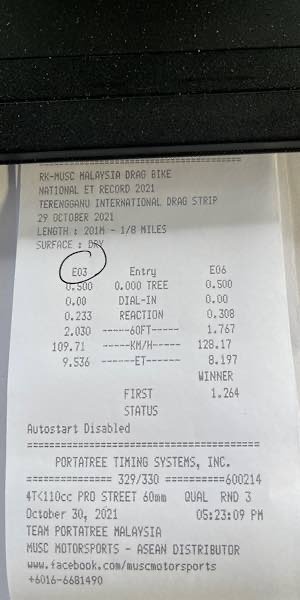 RK-MUSC MALAYSIA DRAG BIKE
NATIONAL ET RECORD 2021
TERENGGANU INTERNATIONAL DRAG STRIP
29 OCTOBER 2021
LENGTH : 201M - 1/8 MILES
SURFACE : DRY
E03 Entry E06
0.500 0.000 TREE 0.500
0.00 DIAL-IN 0.00
0.233 REACTION 0.308
2.030 -----60FT----- 1.767
109.71 -----KM/H----- 128.17
9.536 ------ET------ 8.197
WINNER
FIRST 1.264
STATUS
Autostart Disabled
===================================
PORTATREE TIMING SYSTEMS, INC.
============= 329/330 ==========600214
4T<110cc PRO STREET 60mm QUAL RND 3
October 30, 2021 05:23:09 PM
TEAM PORTATREE MALAYSIA
MUSC MOTORSPORTS - ASEAN DISTRIBUTOR
www.facebook.com/muscmotorsports
+6016-6681490